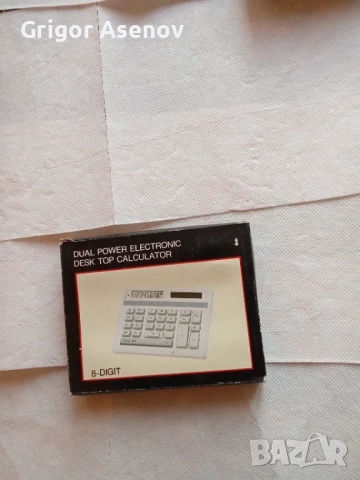 Grigor Asenov
DUAL POWER ELECTRONIC
DESK TOP CALCULATOR
8-DIGIT
BAZAR